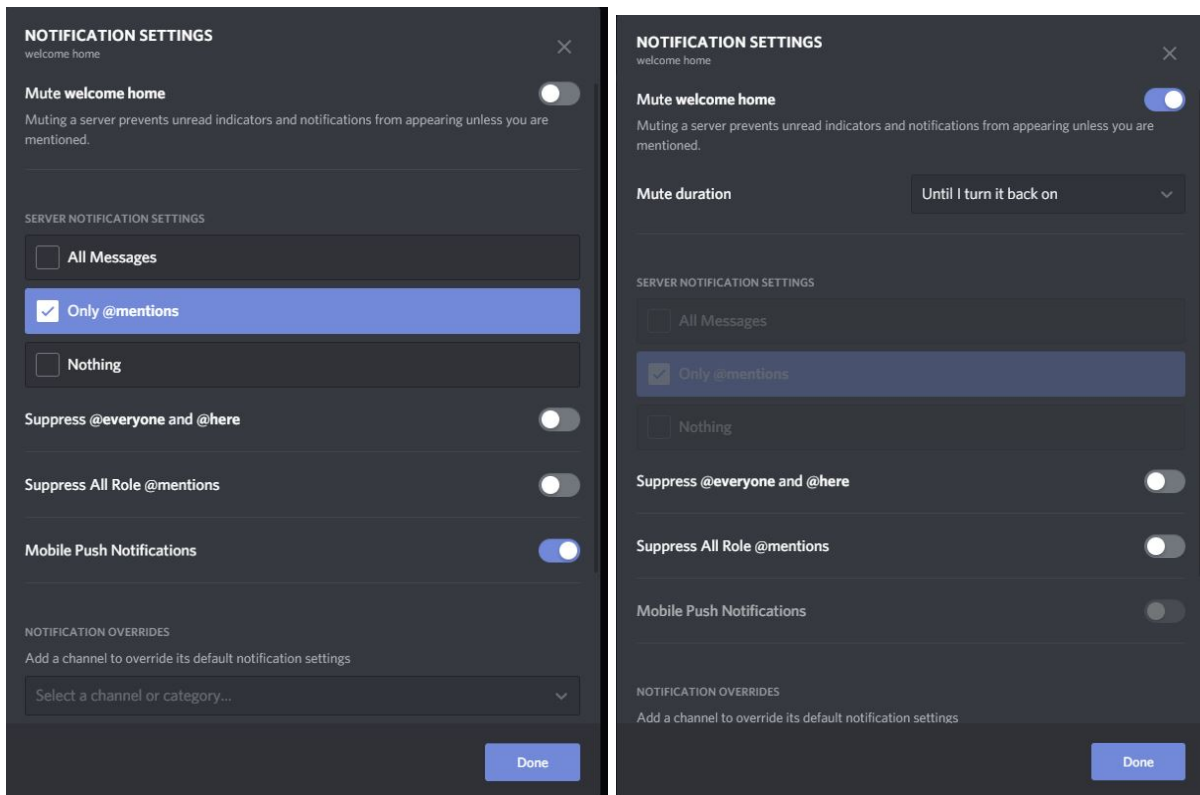 NOTIFICATION SETTINGS
welcome home
Mute welcome home
Muting a server prevents unread indicators and notifications from appearing unless you are
mentioned.
SERVER NOTIFICATION SETTINGS
All Messages
Only @mentions
Nothing
Suppress @everyone and @here
Suppress All Role @mentions
Mobile Push Notifications
NOTIFICATION OVERRIDES
Add a channel to override its default notification settings
Select a channel or category...
Done
NOTIFICATION SETTINGS
welcome home
Mute welcome home
Muting a server prevents unread indicators and notifications from appearing unless you are
mentioned.
Mute duration
Until I turn it back on
SERVER NOTIFICATION SETTINGS
All Messages
Only @mentions
Nothing
Suppress @everyone and @here
Suppress All Role @mentions
Mobile Push Notifications
NOTIFICATION OVERRIDES
Add a channel to override its default notification settings
Done